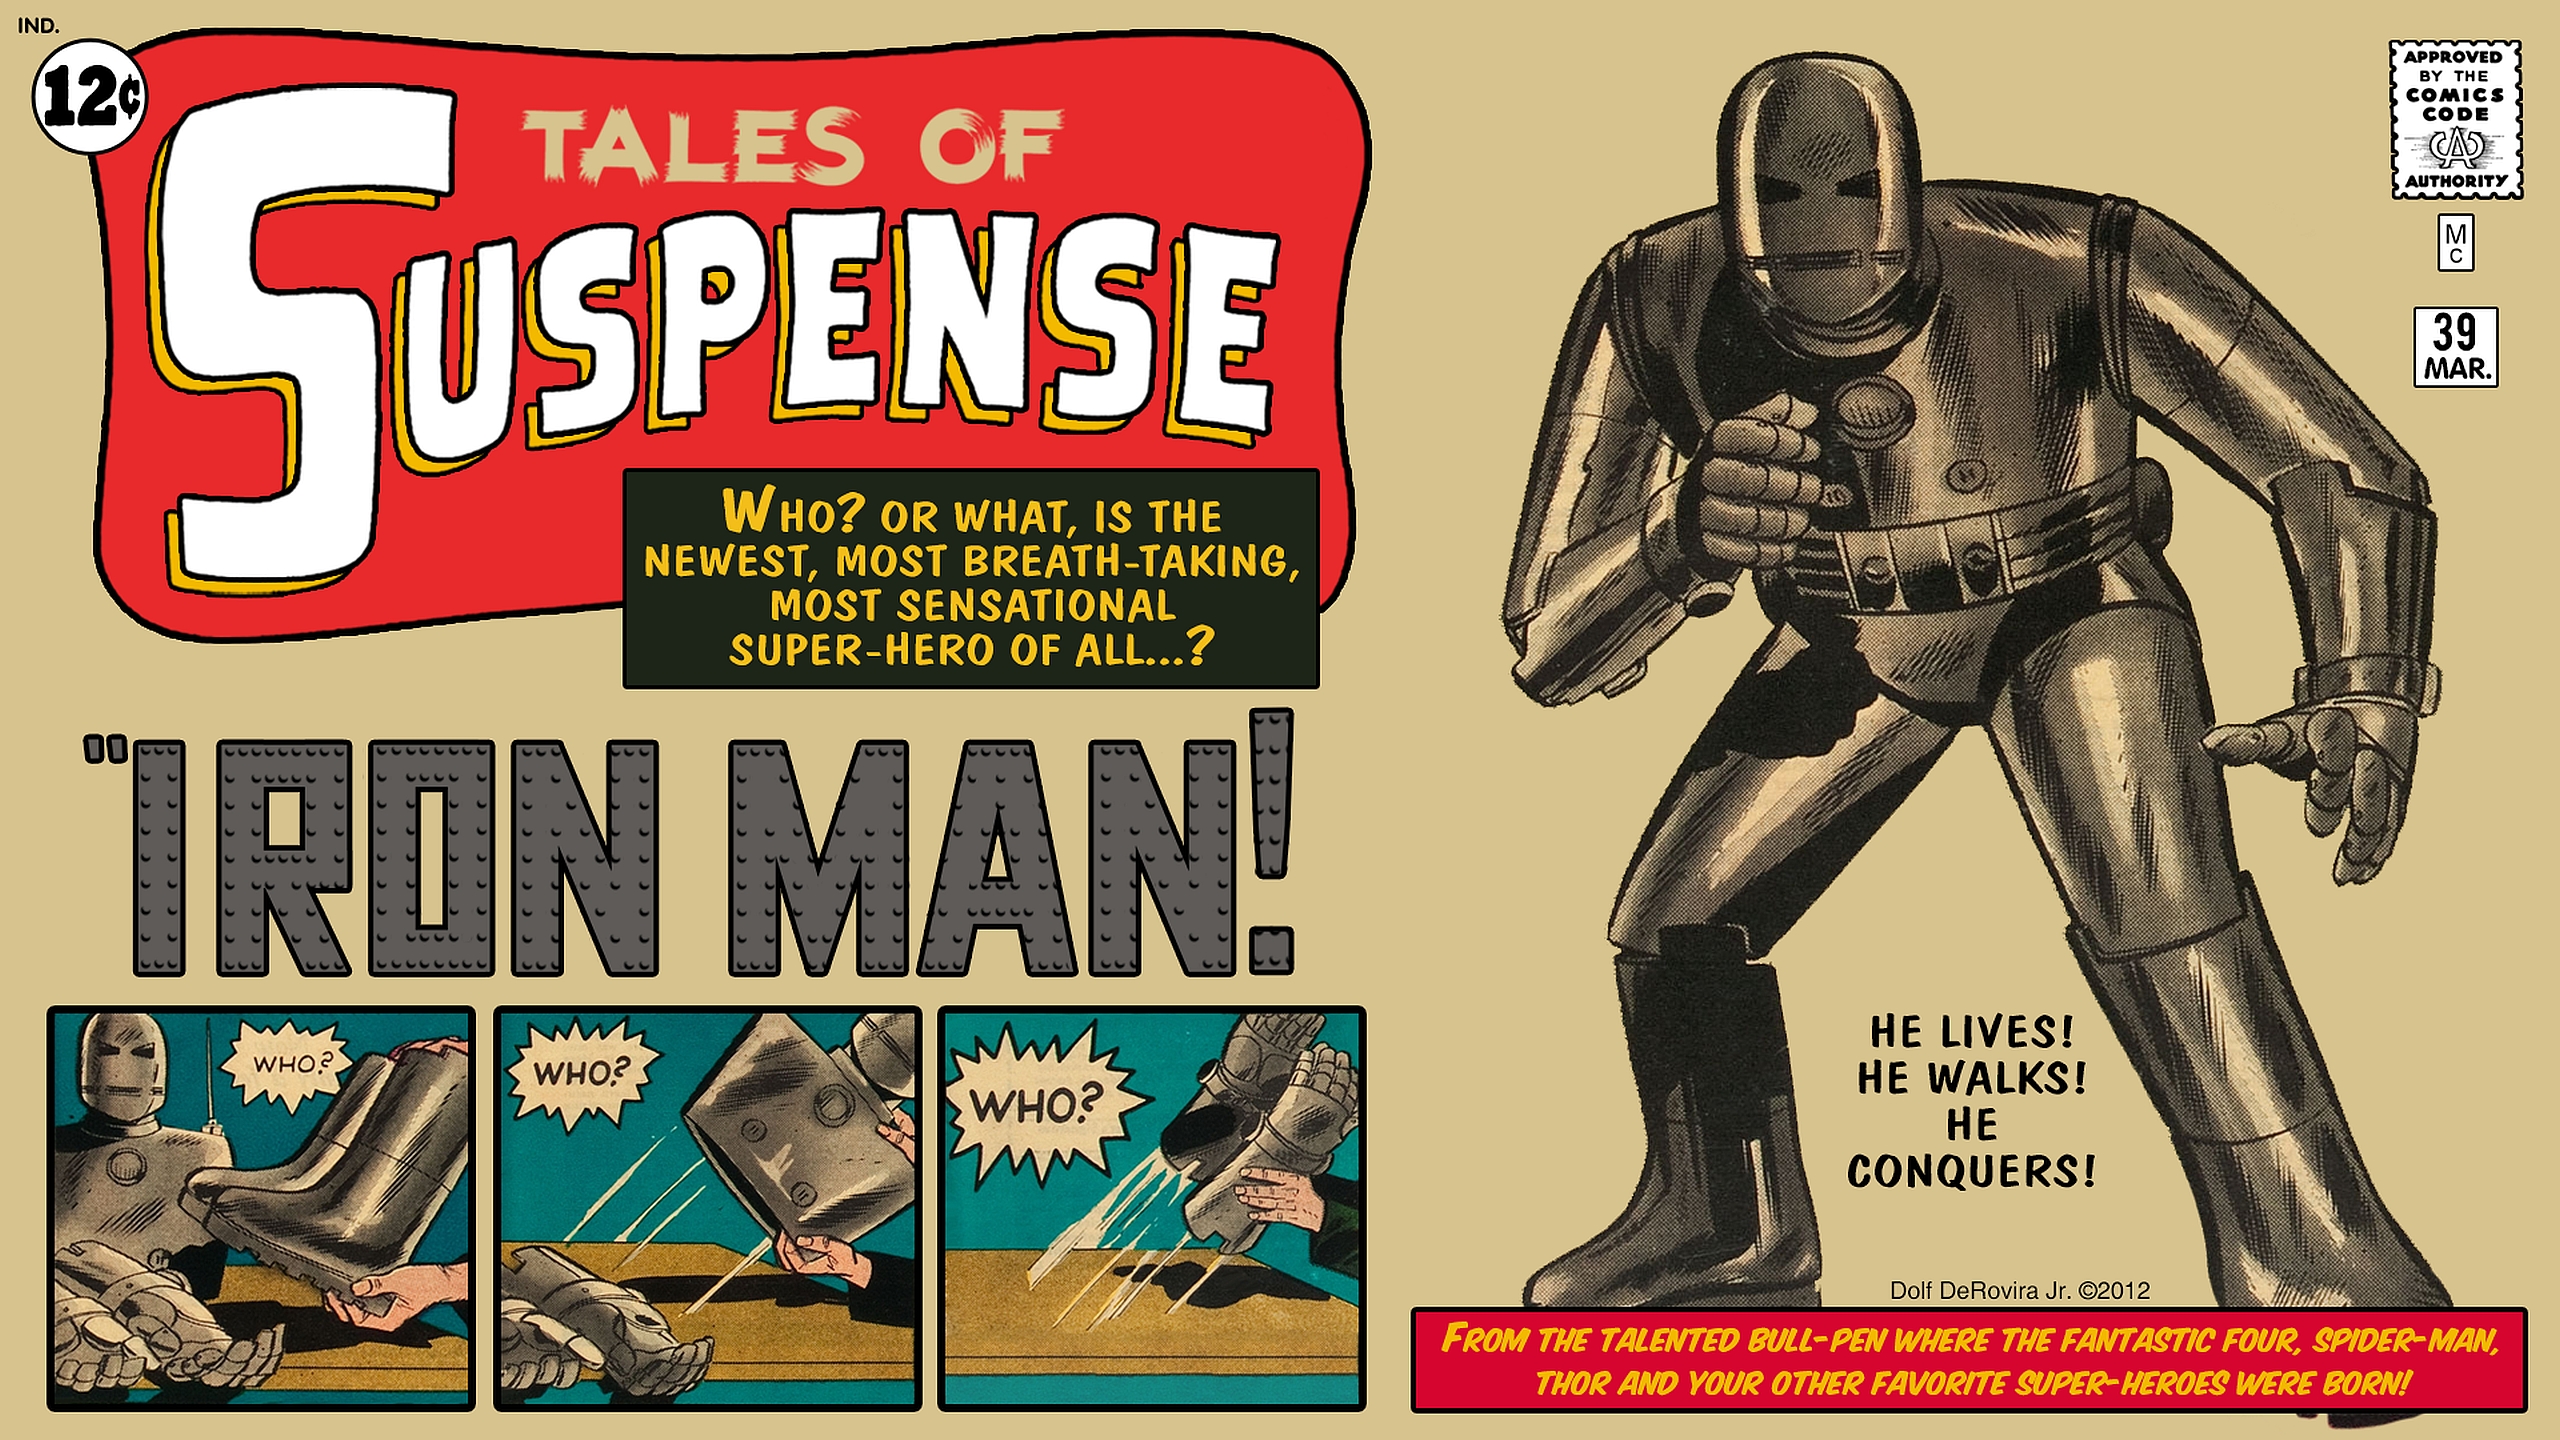 IND.
12¢
TALES OF
SUSPENSE
WHO? OR WHAT, IS THE
NEWEST, MOST BREATH-TAKING,
MOST SENSATIONAL
SUPER-HERO OF ALL...?
"IRON MAN!
WHO?
WHO?
WHO?
APPROVED
BY THE
COMICS
CODE
CA
AUTHORITY
M
C
39
MAR.
HE LIVES!
HE WALKS!
HE
CONQUERS!
Dolf DeRovira Jr. ©2012
FROM THE TALENTED BULL-PEN WHERE THE FANTASTIC FOUR, SPIDER-MAN,
THOR AND YOUR OTHER FAVORITE SUPER-HEROES WERE BORN!